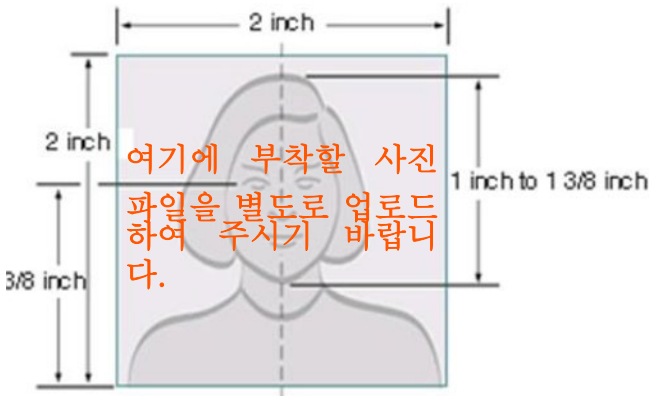 2 inch
2 inch
여기에 부착할 사진
파일을 별도로 업로드
하여 주시기 바랍니
다.
1 inch to 1 3/8 inch
3/8 inch